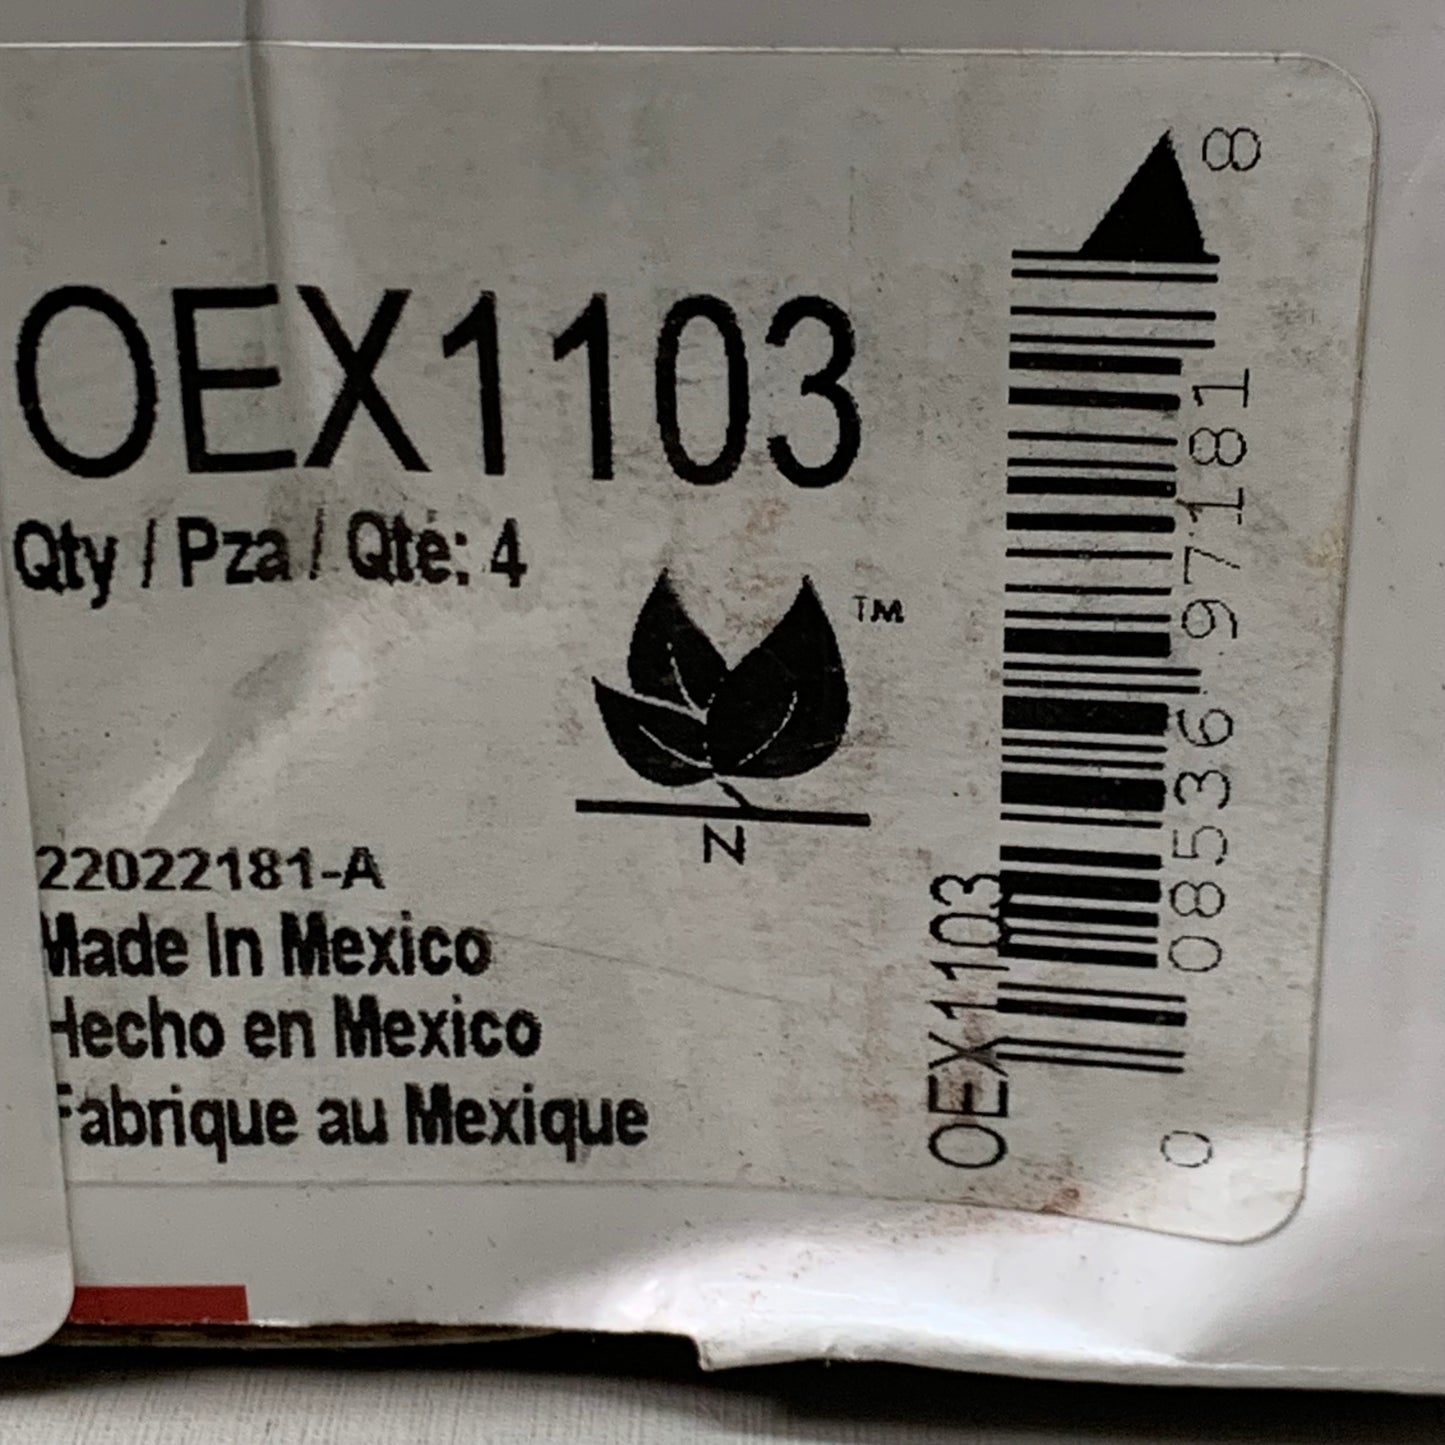 OEX1103
Qty / Pza / Qté: 4
TM
N
22022181-A
Made In Mexico
Hecho en Mexico
Fabrique au Mexique
OEX1103
0 08536 97181 8